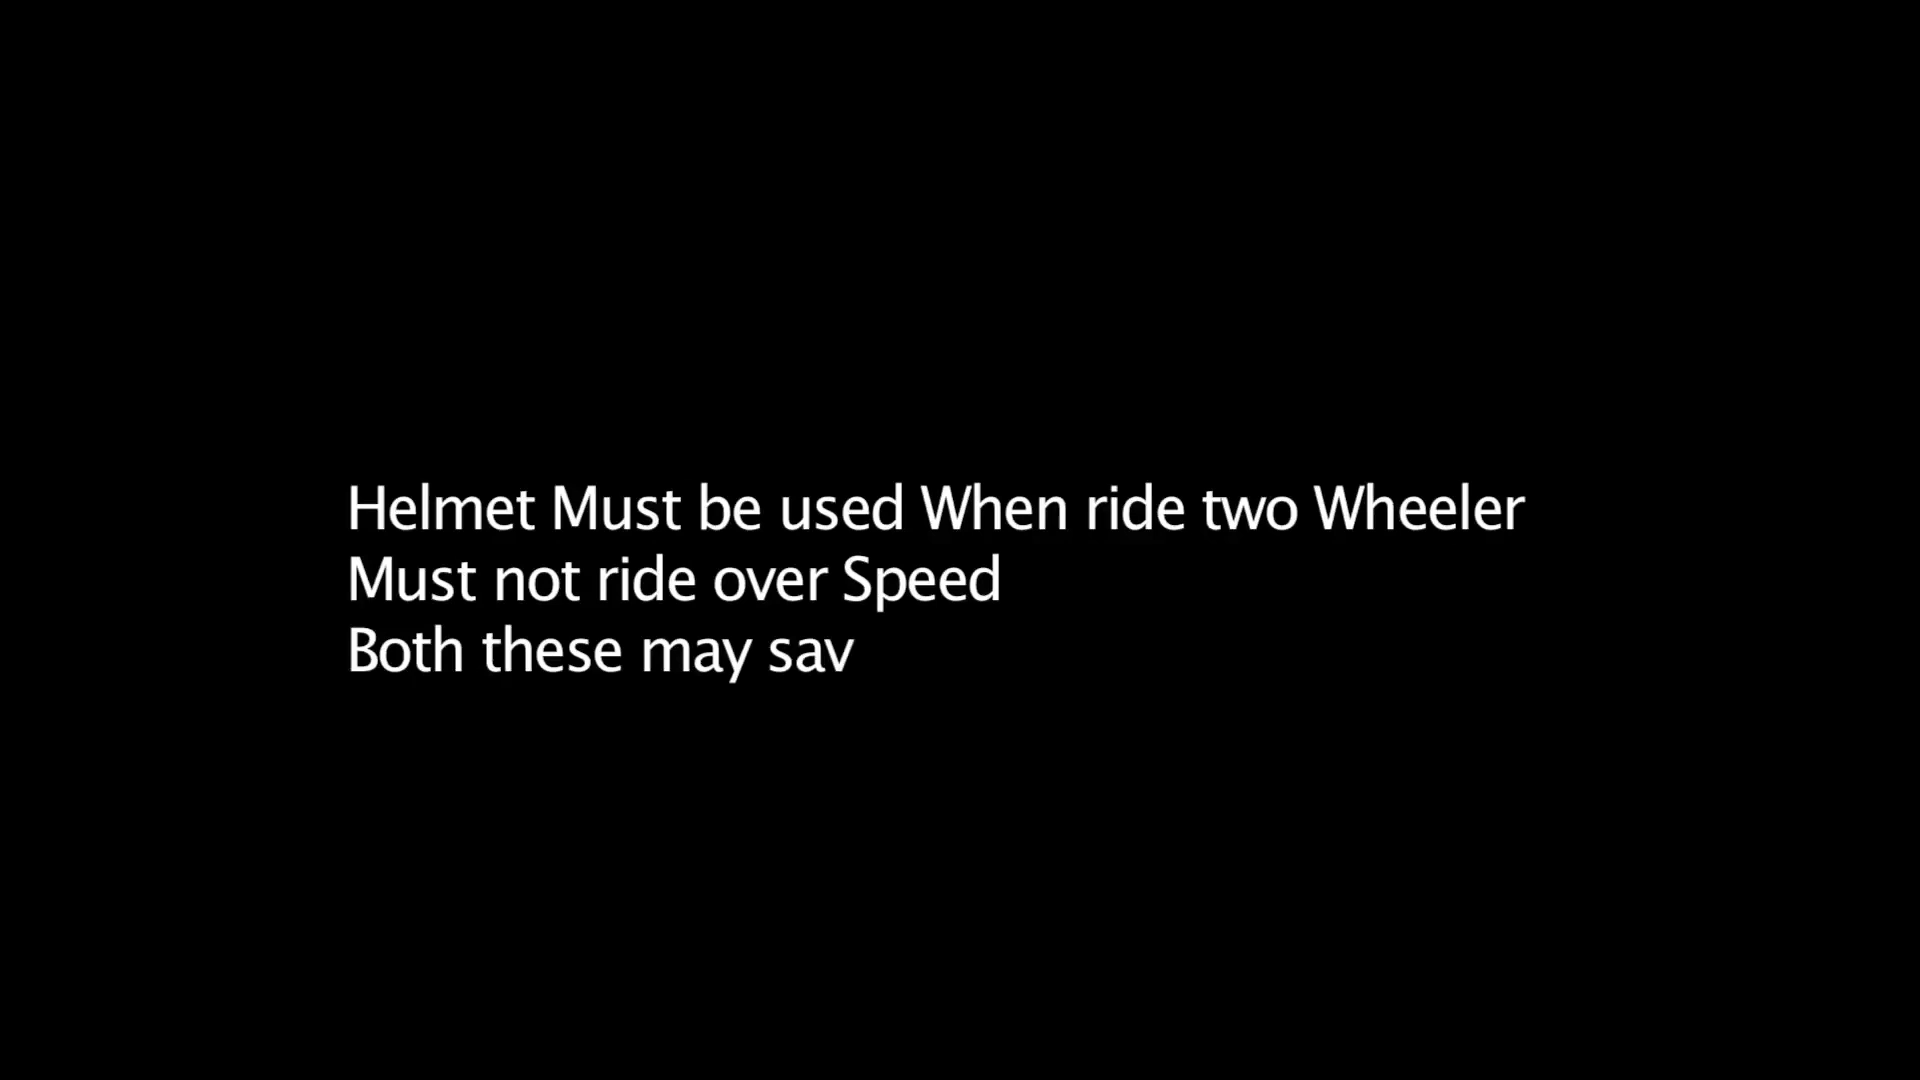 Helmet Must be used When ride two Wheeler
Must not ride over Speed
Both these may sav